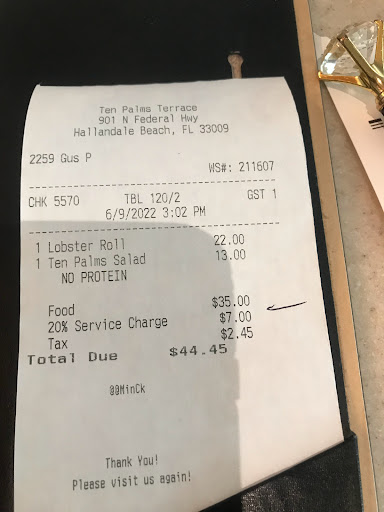 Ten Palms Terrace
901 N Federal Hwy
Hallandale Beach, FL 33009
2259 Gus P
WS#: 211607
CHK 5570 TBL 120/2 GST 1
6/9/2022 3:02 PM
1 Lobster Roll 22.00
1 Ten Palms Salad 13.00
NO PROTEIN
Food $35.00
20% Service Charge $7.00
Tax $2.45
Total Due $44.45
@@MinCk
Thank You!
Please visit us again!